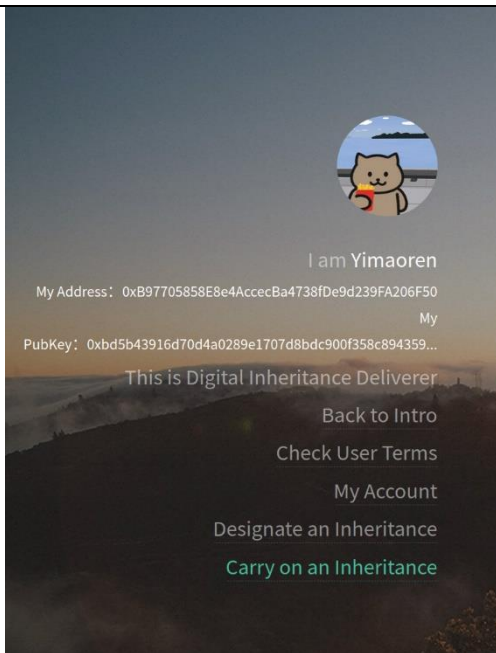 I am Yimaoren
My Address：0xB97705858E8e4AccecBa4738fDe9d239FA206F50
My
PubKey：0xbd5b43916d70d4a0289e1707d8bdc900f358c894359...
This is Digital Inheritance Deliverer
Back to Intro
Check User Terms
My Account
Designate an Inheritance
Carry on an Inheritance